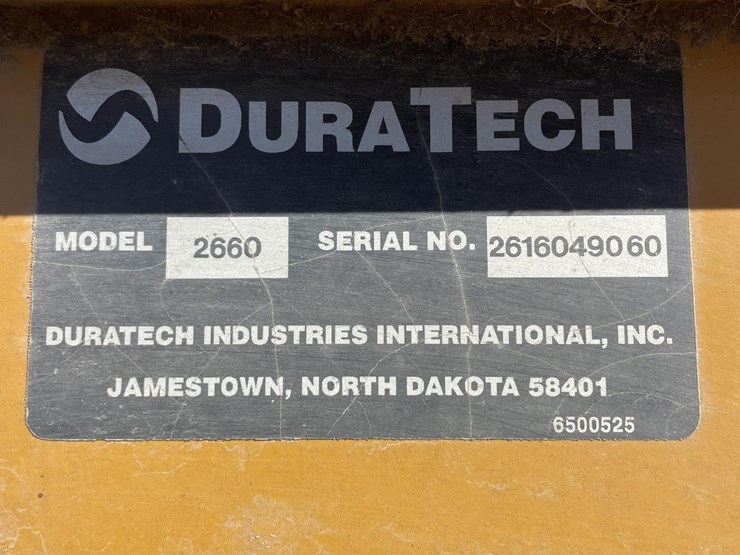 DURATECH
MODEL 2660 SERIAL NO. 2616049060
DURATECH INDUSTRIES INTERNATIONAL, INC.
JAMESTOWN, NORTH DAKOTA 58401
6500525